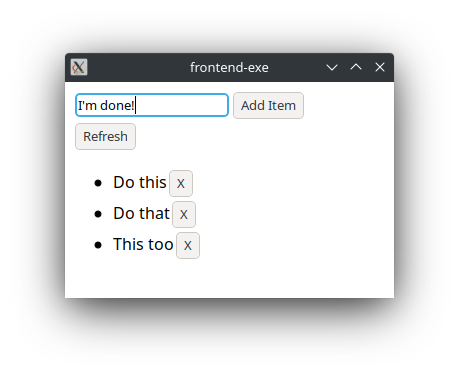 frontend-exe
I'm done! Add Item
Refresh
Do this X
Do that X
This too X